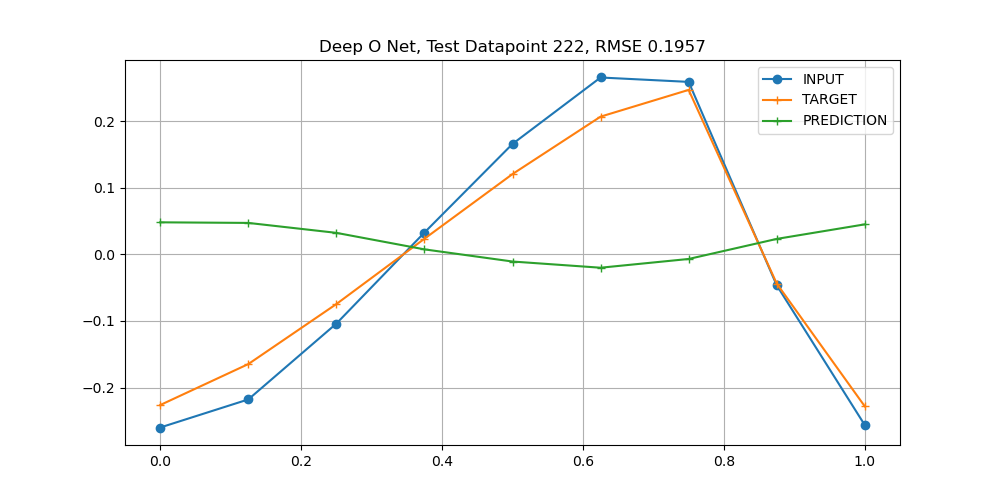 Deep O Net, Test Datapoint 222, RMSE 0.1957
INPUT
TARGET
PREDICTION
0.2
0.1
0.0
−0.1
−0.2
0.0 0.2 0.4 0.6 0.8 1.0